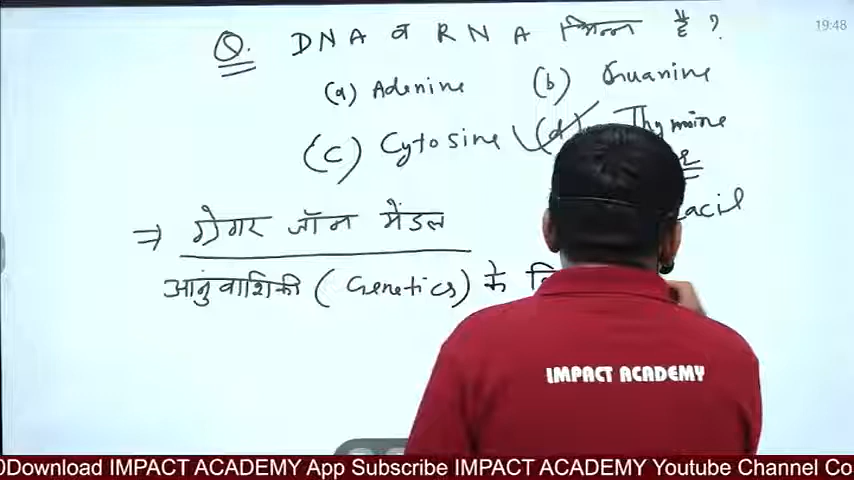 19:48
Q. DNA व RNA भिन्न है ?
(a) Adenine (b) Guanine
(c) Cytosine (d) Thymine
⇒ ग्रेगर जॉन मेंडल
आनुवांशिकी (Genetics) के
IMPACT ACADEMY
Download IMPACT ACADEMY App Subscribe IMPACT ACADEMY Youtube Channel